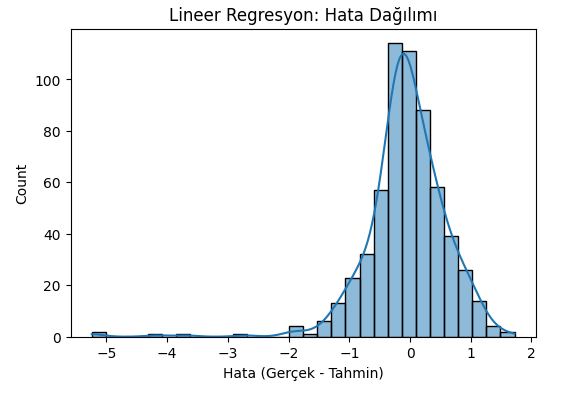 Lineer Regresyon: Hata Dağılımı
Count
100
80
60
40
20
0
−5 −4 −3 −2 −1 0 1 2
Hata (Gerçek - Tahmin)